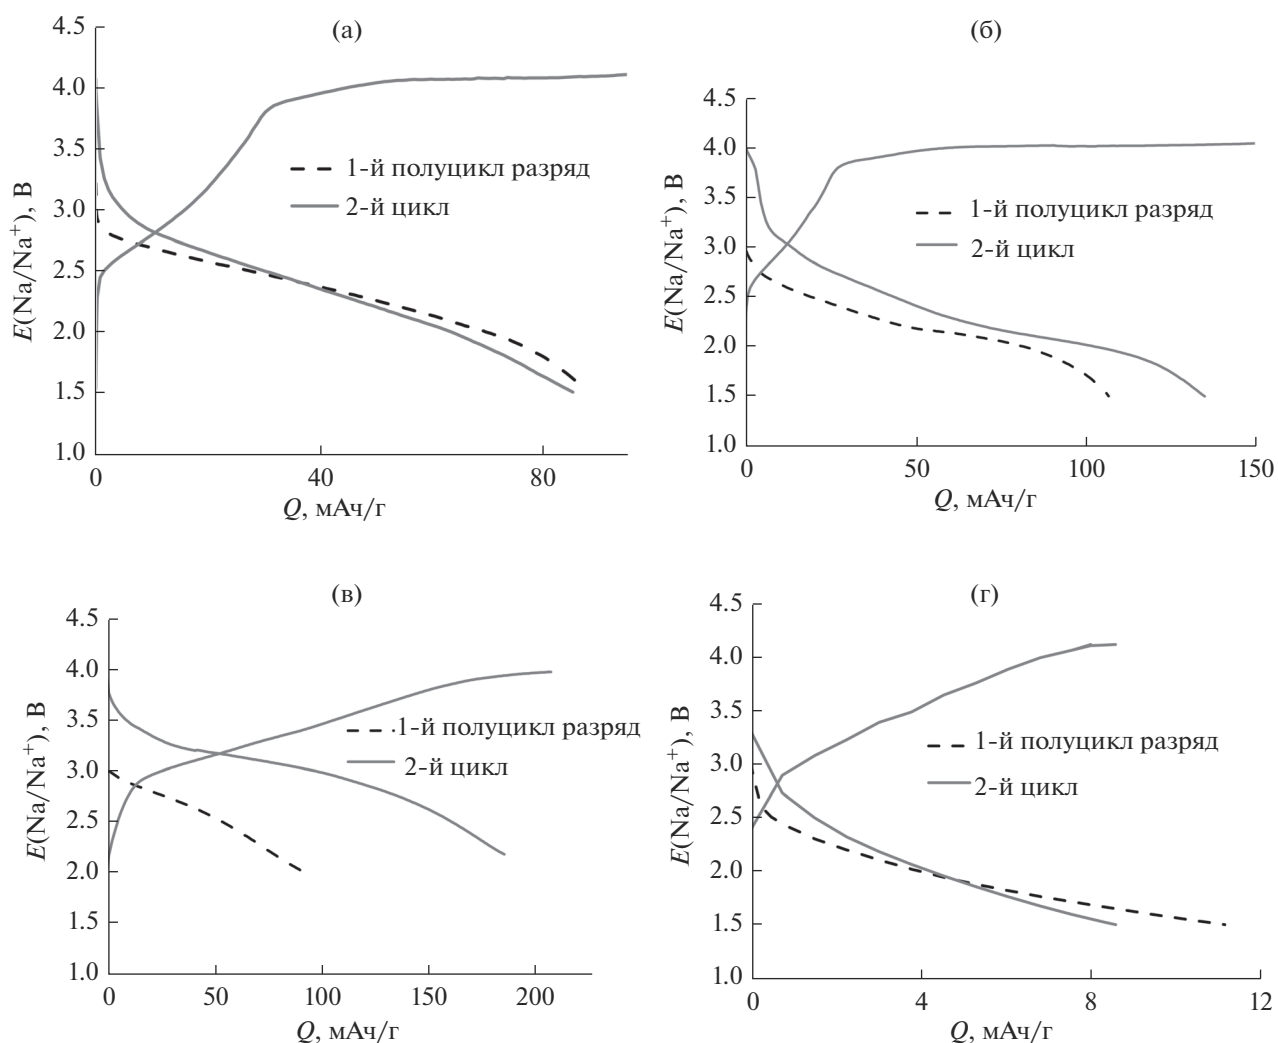 (а)
4.5
4.0
3.5
3.0
2.5
2.0
1.5
1.0
E(Na/Na⁺), В
1-й полуцикл разряд
2-й цикл
0
40
80
Q, мАч/г
(б)
4.5
4.0
3.5
3.0
2.5
2.0
1.5
1.0
E(Na/Na⁺), В
1-й полуцикл разряд
2-й цикл
0
50
100
150
Q, мАч/г
(в)
4.5
4.0
3.5
3.0
2.5
2.0
1.5
1.0
E(Na/Na⁺), В
1-й полуцикл разряд
2-й цикл
0
50
100
150
200
Q, мАч/г
(г)
4.5
4.0
3.5
3.0
2.5
2.0
1.5
1.0
E(Na/Na⁺), В
1-й полуцикл разряд
2-й цикл
0
4
8
12
Q, мАч/г